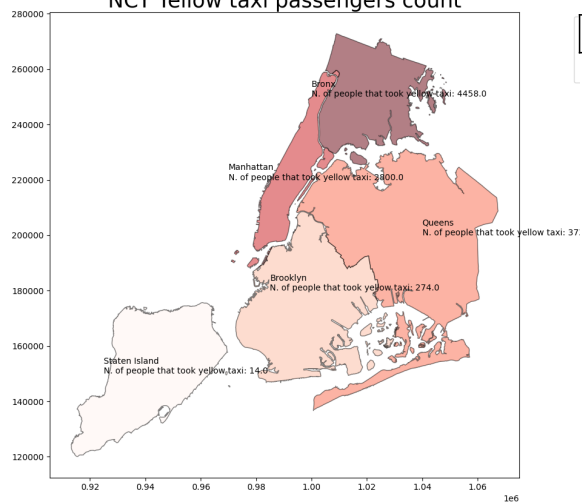 NCY Yellow taxi passengers count
280000
260000
240000
220000
200000
180000
160000
140000
120000
Bronx
N. of people that took yellow taxi: 4458.0
Manhattan
N. of people that took yellow taxi: 2800.0
Queens
N. of people that took yellow taxi:
Brooklyn
N. of people that took yellow taxi: 274.0
Staten Island
N. of people that took yellow taxi: 14.0
0.92
0.94
0.96
0.98
1.00
1.02
1.04
1.06
1e6